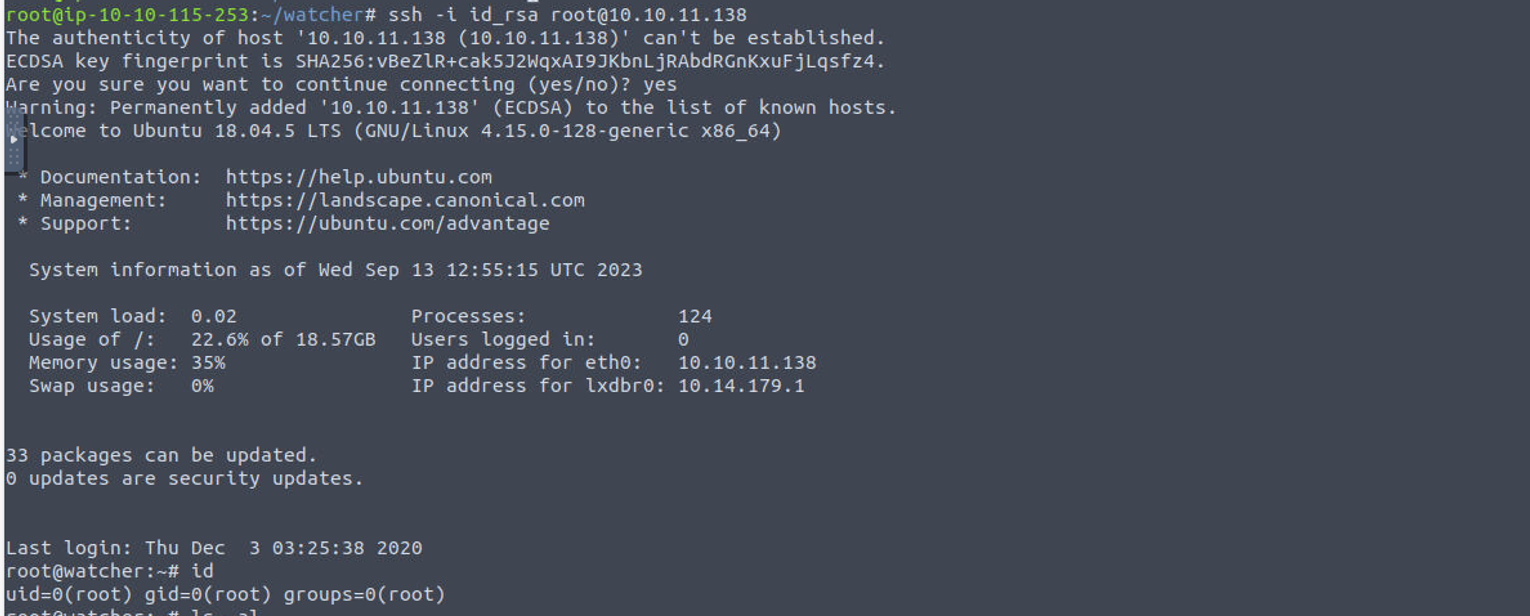 root@ip-10-10-115-253:~/watcher# ssh -i id_rsa root@10.10.11.138
The authenticity of host '10.10.11.138 (10.10.11.138)' can't be established.
ECDSA key fingerprint is SHA256:vBeZlR+cak5J2WqxAI9JKbnLjRAbdRGnKxuFjLqsfz4.
Are you sure you want to continue connecting (yes/no)? yes
Warning: Permanently added '10.10.11.138' (ECDSA) to the list of known hosts.
Welcome to Ubuntu 18.04.5 LTS (GNU/Linux 4.15.0-128-generic x86_64)
* Documentation: https://help.ubuntu.com
* Management: https://landscape.canonical.com
* Support: https://ubuntu.com/advantage
System information as of Wed Sep 13 12:55:15 UTC 2023
System load: 0.02 Processes: 124
Usage of /: 22.6% of 18.57GB Users logged in: 0
Memory usage: 35% IP address for eth0: 10.10.11.138
Swap usage: 0% IP address for lxdbr0: 10.14.179.1
33 packages can be updated.
0 updates are security updates.
Last login: Thu Dec 3 03:25:38 2020
root@watcher:~# id
uid=0(root) gid=0(root) groups=0(root)